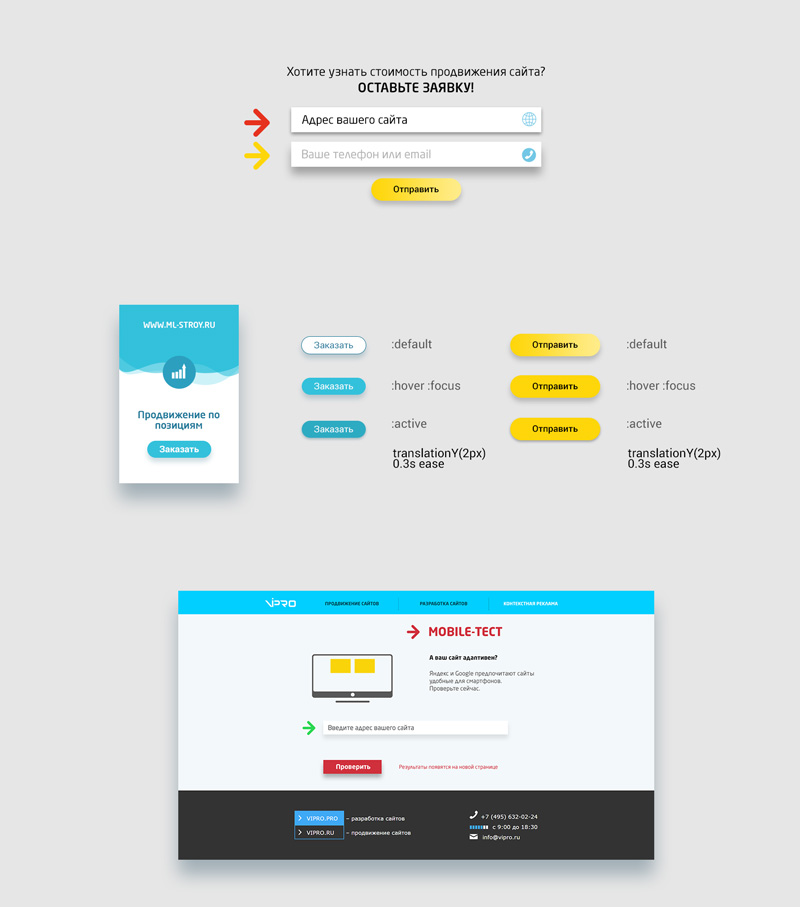 Хотите узнать стоимость продвижения сайта?
ОСТАВЬТЕ ЗАЯВКУ!
Адрес вашего сайта
Ваше телефон или email
Отправить
WWW.ML-STROY.RU
Продвижение по
позициям
Заказать
Заказать
:default
Заказать
:hover :focus
Заказать
:active
translationY(2px)
0.3s ease
Отправить
:default
Отправить
:hover :focus
Отправить
:active
translationY(2px)
0.3s ease
VIPRO
ПРОДВИЖЕНИЕ САЙТОВ
РАЗРАБОТКА САЙТОВ
КОНТЕКСТНАЯ РЕКЛАМА
MOBILE-ТЕСТ
А ваш сайт адаптивен?
Яндекс и Google предпочитают сайты
удобные для смартфонов.
Проверьте сейчас.
Введите адрес вашего сайта
Проверить
Результаты появятся на новой странице
VIPRO.PRO – разработка сайтов
VIPRO.RU – продвижение сайтов
+7 (495) 632-02-24
с 9:00 до 18:30
info@vipro.ru